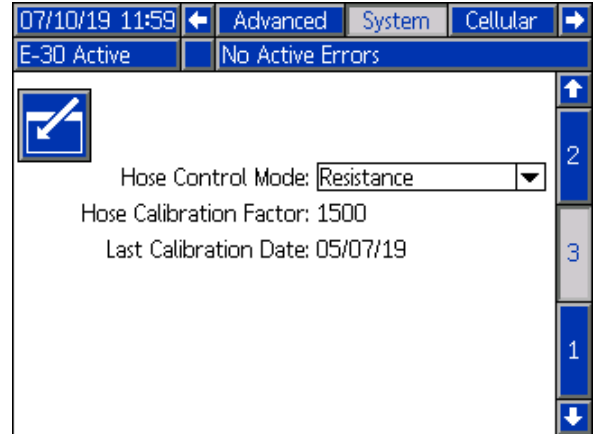 07/10/19 11:59 Advanced System Cellular
E-30 Active No Active Errors
2
Hose Control Mode: Resistance
Hose Calibration Factor: 1500
Last Calibration Date: 05/07/19
3
1